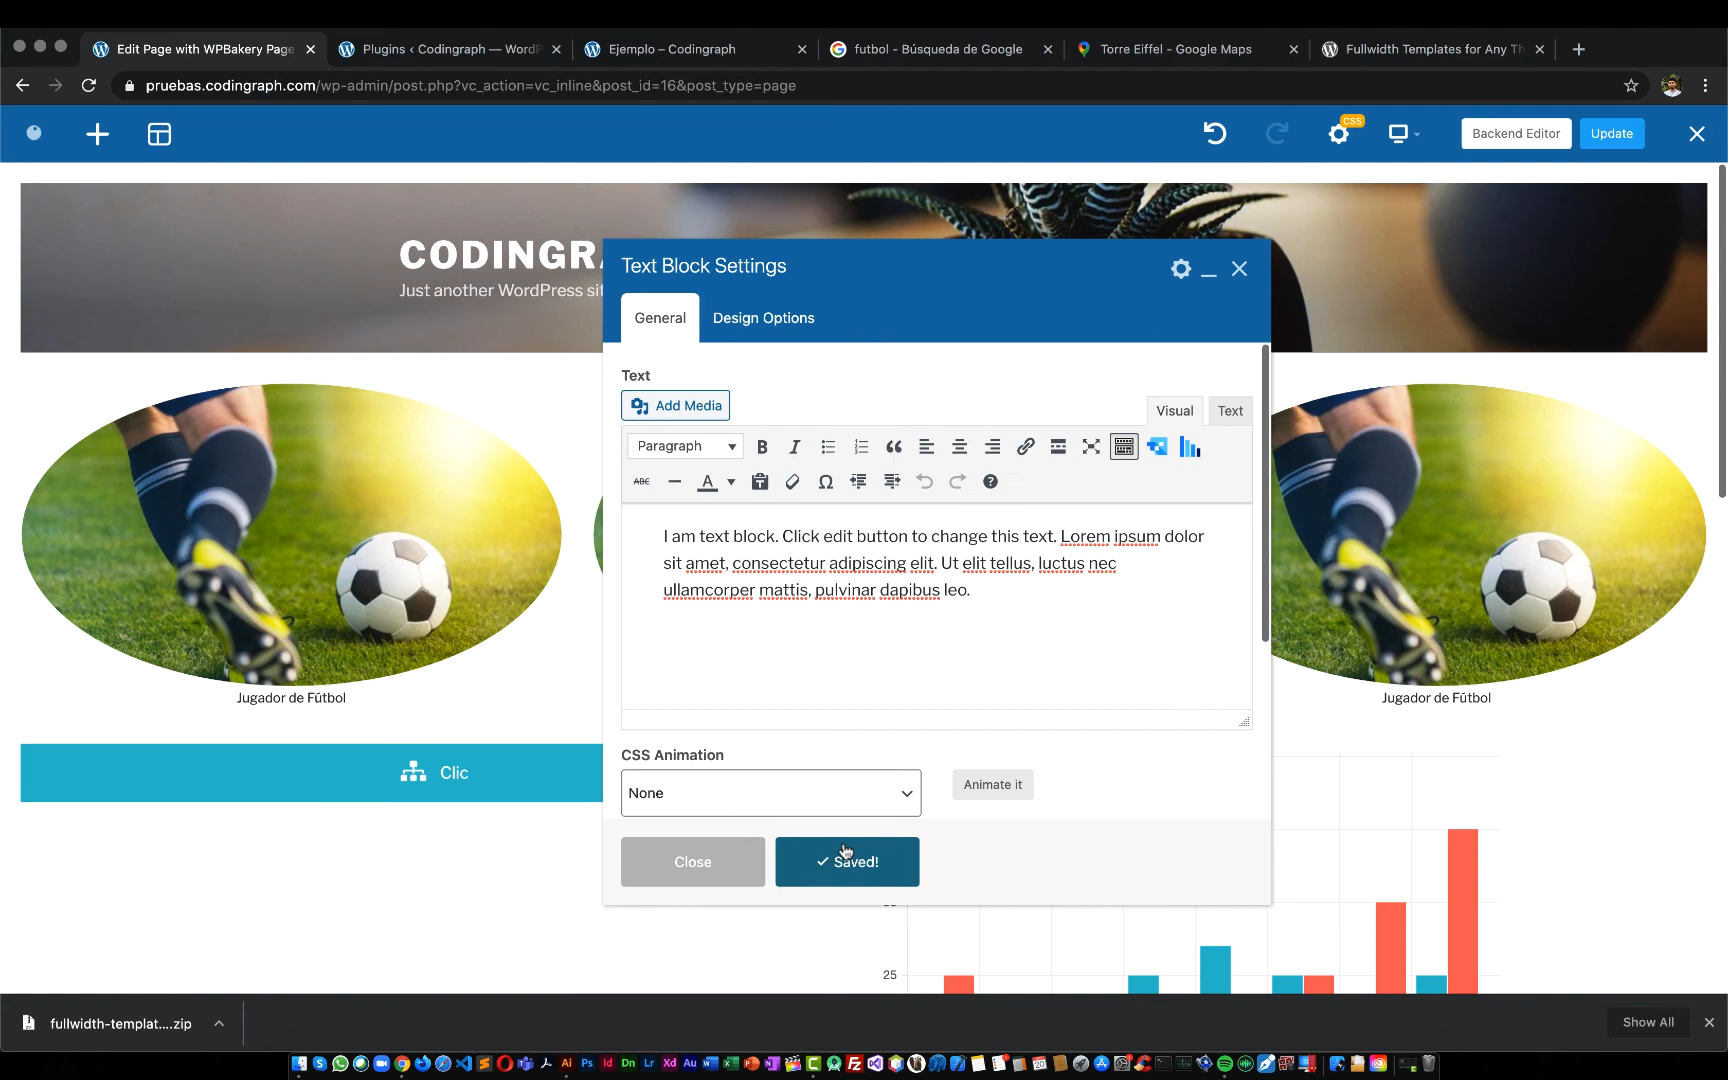 Edit Page with WPBakery Page
Plugins ‹ Codingraph — WordP
Ejemplo – Codingraph
futbol - Búsqueda de Google
Torre Eiffel - Google Maps
Fullwidth Templates for Any Th
pruebas.codingraph.com/wp-admin/post.php?vc_action=vc_inline&post_id=16&post_type=page
CSS
Backend Editor
Update
CODINGRA
Just another WordPress sit
Text Block Settings
General
Design Options
Text
Add Media
Visual
Text
Paragraph
I am text block. Click edit button to change this text. Lorem ipsum dolor
sit amet, consectetur adipiscing elit. Ut elit tellus, luctus nec
ullamcorper mattis, pulvinar dapibus leo.
Jugador de Fútbol
Jugador de Fútbol
CSS Animation
None
Animate it
Clic
Close
Saved!
25
fullwidth-templat....zip
Show All